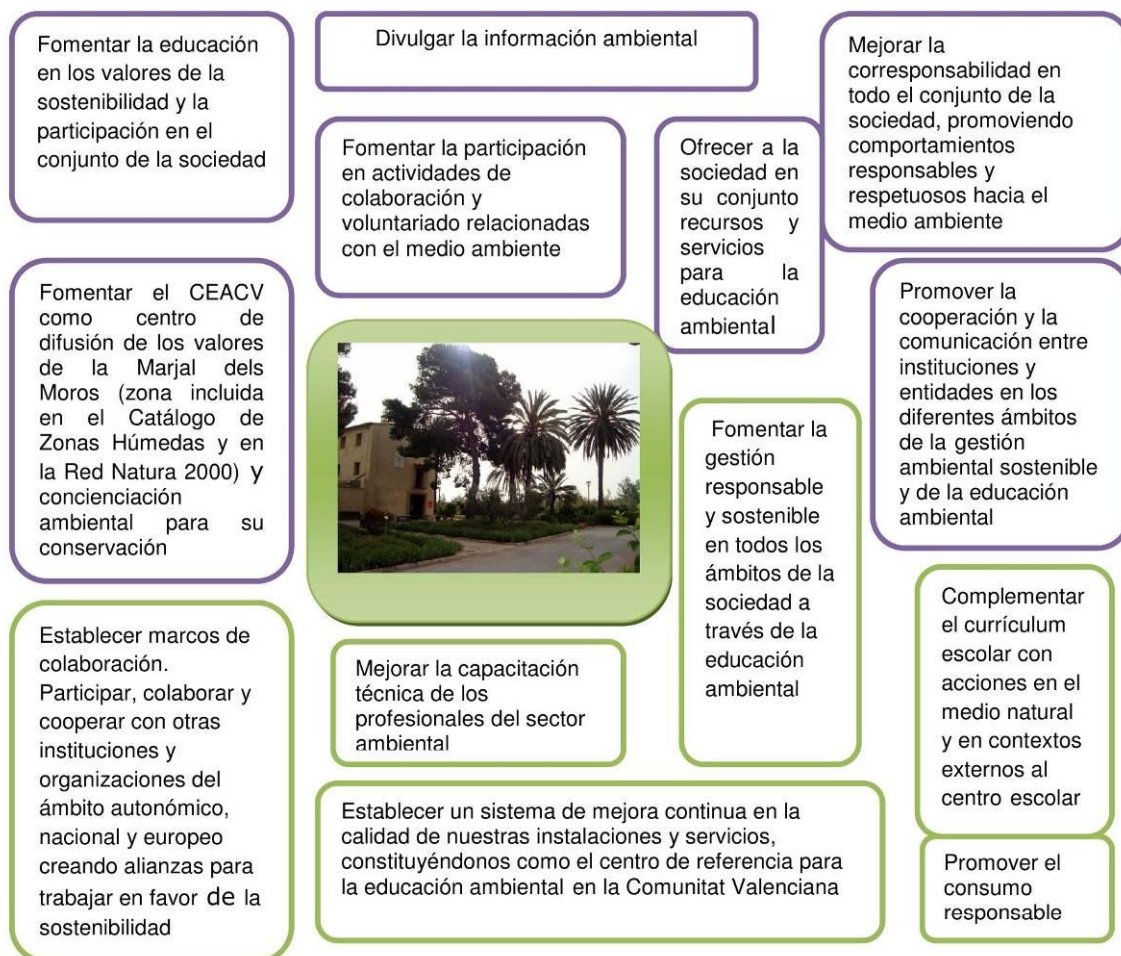 Fomentar la educación
en los valores de la
sostenibilidad y la
participación en el
conjunto de la sociedad
Divulgar la información ambiental
Mejorar la
corresponsabilidad en
todo el conjunto de la
sociedad, promoviendo
comportamientos
responsables y
respetuosos hacia el
medio ambiente
Fomentar la participación
en actividades de
colaboración y
voluntariado relacionadas
con el medio ambiente
Ofrecer a la
sociedad en
su conjunto
recursos y
servicios
para la
educación
ambiental
Fomentar el CEACV
como centro de
difusión de los valores
de la Marjal dels
Moros (zona incluida
en el Catálogo de
Zonas Húmedas y en
la Red Natura 2000) y
concienciación
ambiental para su
conservación
Promover la
cooperación y la
comunicación entre
instituciones y
entidades en los
diferentes ámbitos
de la gestión
ambiental sostenible
y de la educación
ambiental
Fomentar la
gestión
responsable
y sostenible
en todos los
ámbitos de la
sociedad a
través de la
educación
ambiental
Establecer marcos de
colaboración.
Participar, colaborar y
cooperar con otras
instituciones y
organizaciones del
ámbito autonómico,
nacional y europeo
creando alianzas para
trabajar en favor de la
sostenibilidad
Mejorar la capacitación
técnica de los
profesionales del sector
ambiental
Complementar
el currículum
escolar con
acciones en el
medio natural
y en contextos
externos al
centro escolar
Establecer un sistema de mejora continua en la
calidad de nuestras instalaciones y servicios,
constituyéndonos como el centro de referencia para
la educación ambiental en la Comunitat Valenciana
Promover el
consumo
responsable